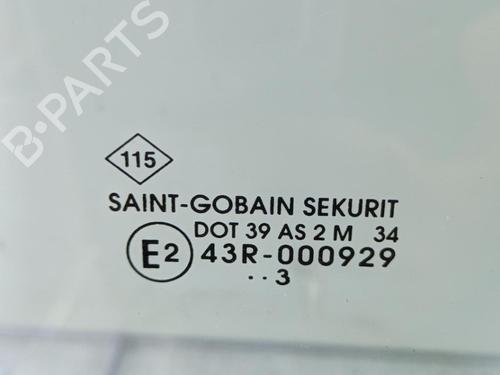 B-PARTS
115
SAINT-GOBAIN SEKURIT
DOT 39 AS 2 M 34
E2 43R-000929
..3